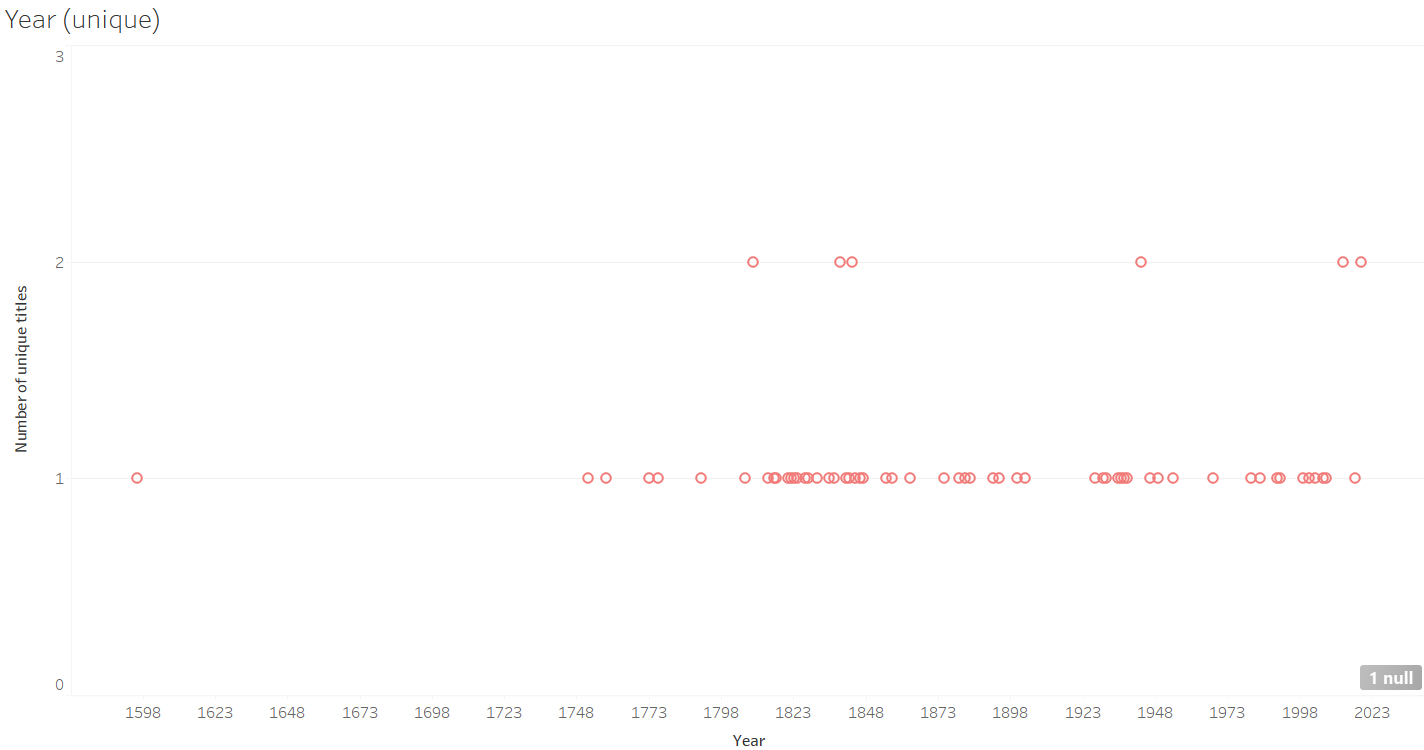 Year (unique)
3
2
1
0
Number of unique titles
1 null
1598 1623 1648 1673 1698 1723 1748 1773 1798 1823 1848 1873 1898 1923 1948 1973 1998 2023
Year